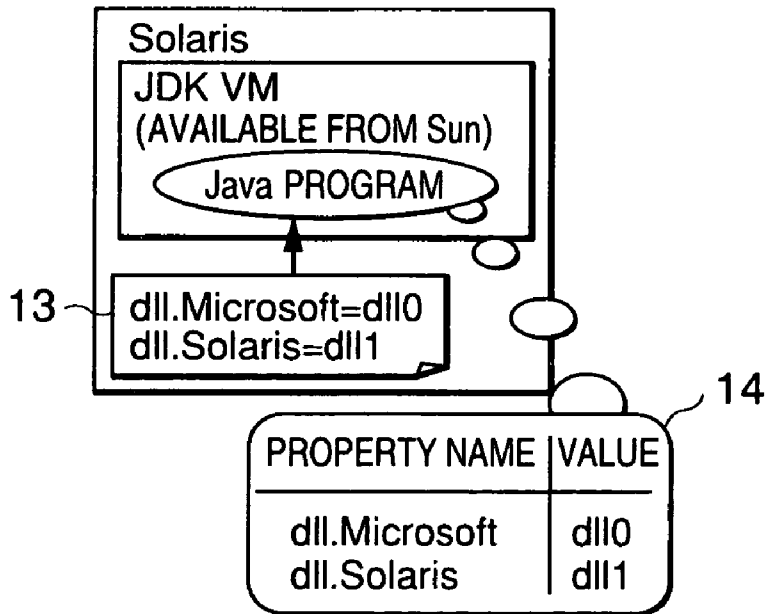 Solaris
JDK VM
(AVAILABLE FROM Sun)
Java PROGRAM
13
dll.Microsoft=dll0
dll.Solaris=dll1
14
PROPERTY NAME VALUE
dll.Microsoft dll0
dll.Solaris dll1